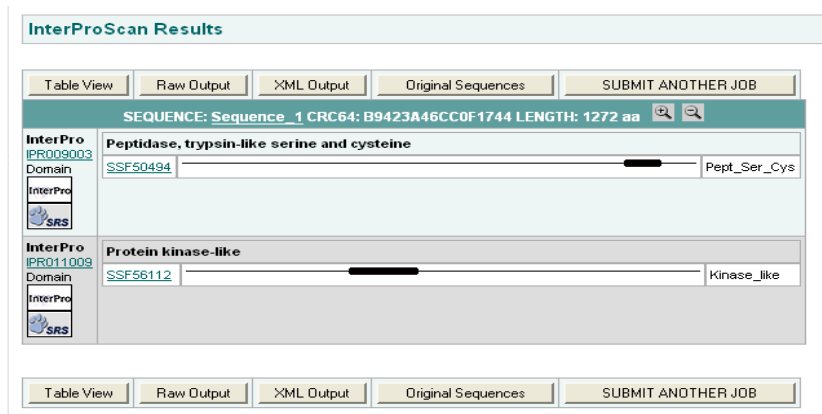 InterProScan Results
Table View Raw Output XML Output Original Sequences SUBMIT ANOTHER JOB
SEQUENCE: Sequence_1 CRC64: B9423A46CC0F1744 LENGTH: 1272 aa
InterPro
IPR009003
Domain
InterPro
SRS
Peptidase, trypsin-like serine and cysteine
SSF50494 Pept_Ser_Cys
InterPro
IPR011009
Domain
InterPro
SRS
Protein kinase-like
SSF56112 Kinase_like
Table View Raw Output XML Output Original Sequences SUBMIT ANOTHER JOB